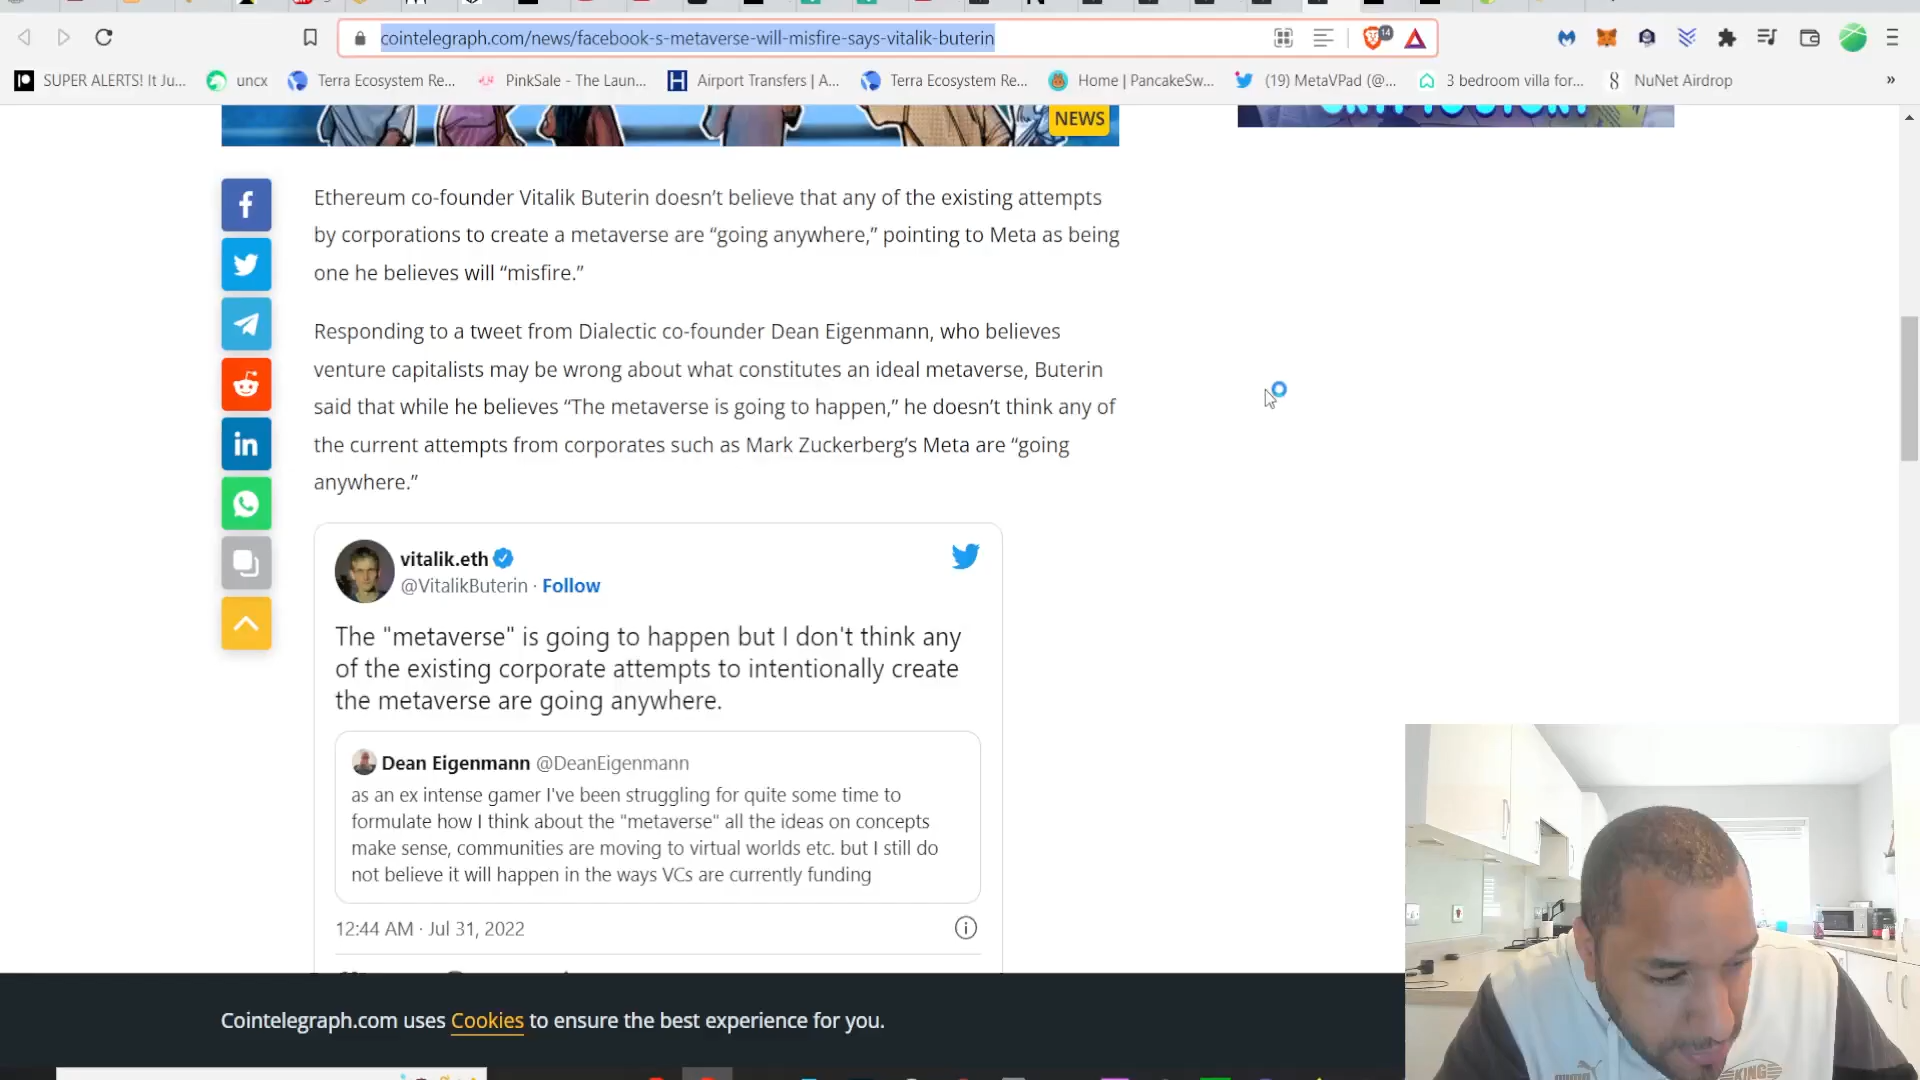 cointelegraph.com/news/facebook-s-metaverse-will-misfire-says-vitalik-buterin
14
SUPER ALERTS! It Ju... uncx Terra Ecosystem Re... PinkSale - The Laun... Airport Transfers | A... Terra Ecosystem Re... Home | PancakeSw... (19) MetaVPad (@... 3 bedroom villa for... NuNet Airdrop »
NEWS
Ethereum co-founder Vitalik Buterin doesn’t believe that any of the existing attempts
by corporations to create a metaverse are “going anywhere,” pointing to Meta as being
one he believes will “misfire.”
Responding to a tweet from Dialectic co-founder Dean Eigenmann, who believes
venture capitalists may be wrong about what constitutes an ideal metaverse, Buterin
said that while he believes “The metaverse is going to happen,” he doesn’t think any of
the current attempts from corporates such as Mark Zuckerberg’s Meta are “going
anywhere.”
vitalik.eth
@VitalikButerin · Follow
The "metaverse" is going to happen but I don't think any
of the existing corporate attempts to intentionally create
the metaverse are going anywhere.
Dean Eigenmann @DeanEigenmann
as an ex intense gamer I've been struggling for quite some time to
formulate how I think about the "metaverse" all the ideas on concepts
make sense, communities are moving to virtual worlds etc. but I still do
not believe it will happen in the ways VCs are currently funding
12:44 AM · Jul 31, 2022
Cointelegraph.com uses Cookies to ensure the best experience for you.
KING